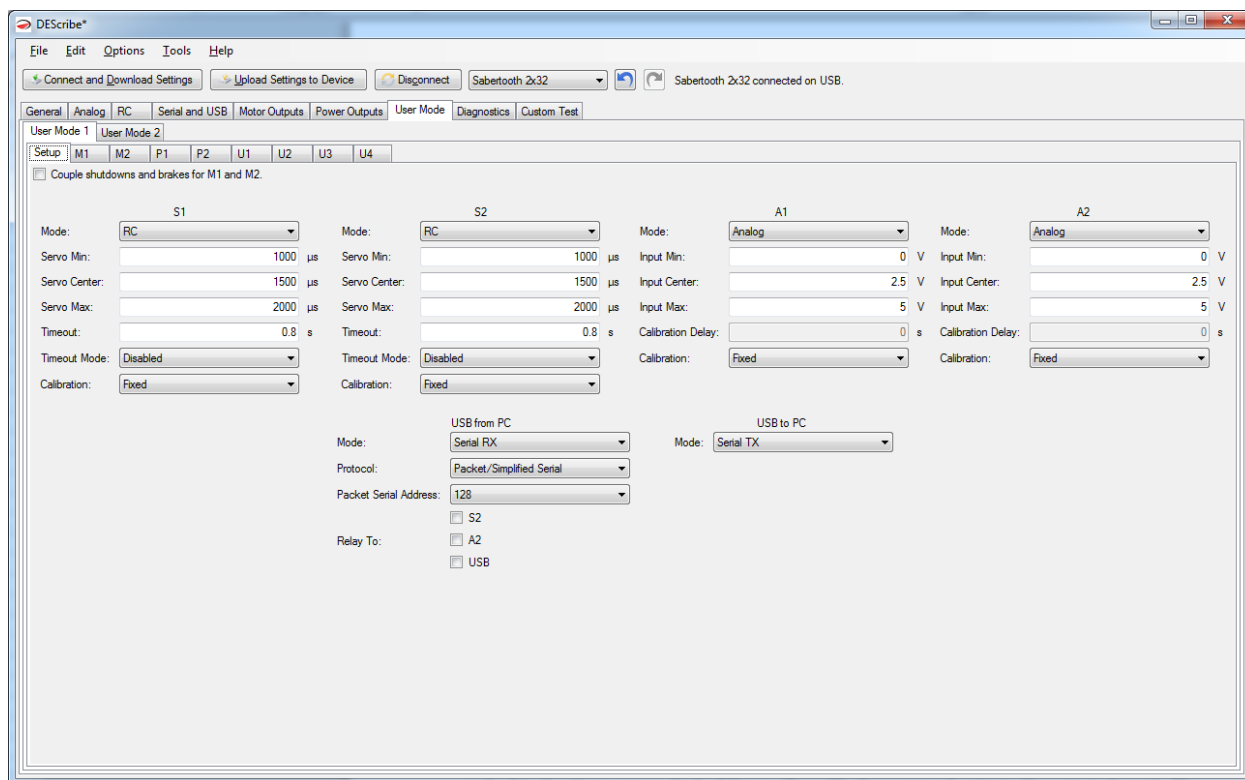 DEScribe*
File Edit Options Tools Help
Connect and Download Settings Upload Settings to Device Disconnect Sabertooth 2x32 Sabertooth 2x32 connected on USB.
General Analog RC Serial and USB Motor Outputs Power Outputs User Mode Diagnostics Custom Test
User Mode 1 User Mode 2
Setup M1 M2 P1 P2 U1 U2 U3 U4
Couple shutdowns and brakes for M1 and M2.
S1 S2 A1 A2
Mode: RC Mode: RC Mode: Analog Mode: Analog
Servo Min: 1000 µs Servo Min: 1000 µs Input Min: 0 V Input Min: 0 V
Servo Center: 1500 µs Servo Center: 1500 µs Input Center: 2.5 V Input Center: 2.5 V
Servo Max: 2000 µs Servo Max: 2000 µs Input Max: 5 V Input Max: 5 V
Timeout: 0.8 s Timeout: 0.8 s Calibration Delay: 0 s Calibration Delay: 0 s
Timeout Mode: Disabled Timeout Mode: Disabled Calibration: Fixed Calibration: Fixed
Calibration: Fixed Calibration: Fixed
USB from PC USB to PC
Mode: Serial RX Mode: Serial TX
Protocol: Packet/Simplified Serial
Packet Serial Address: 128
S2
Relay To: A2
USB